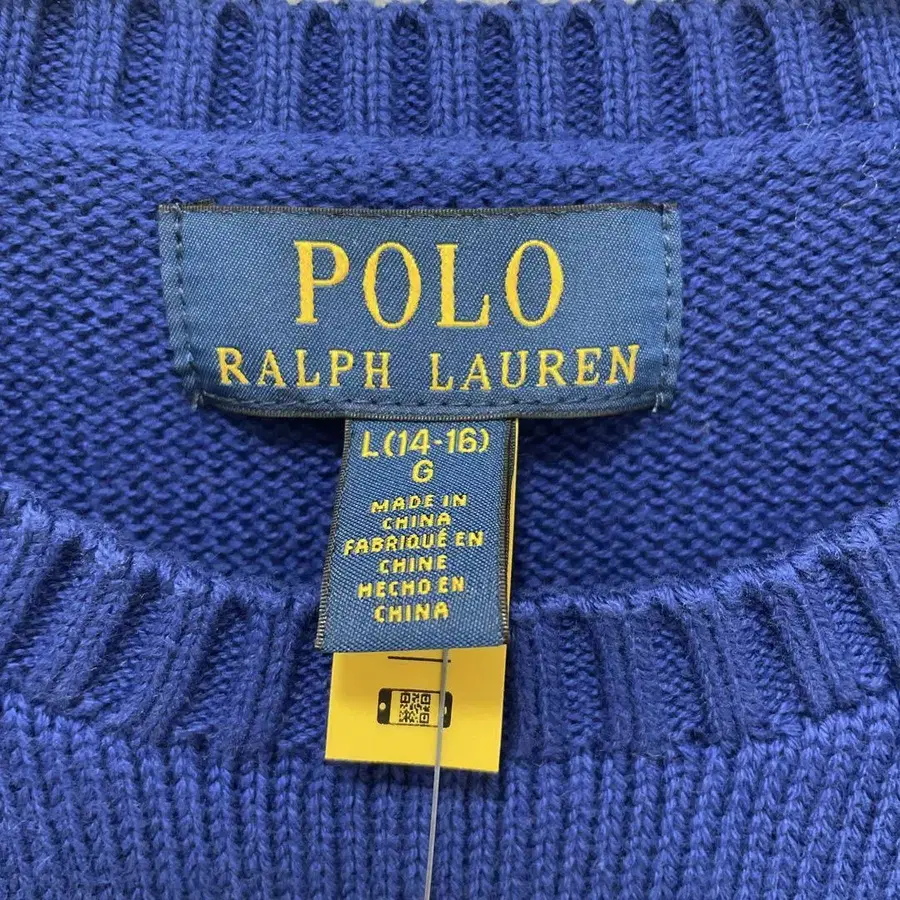 POLO
RALPH LAUREN
L(14-16)
G
MADE IN
CHINA
FABRIQUÉ EN
CHINE
HECHO EN
CHINA